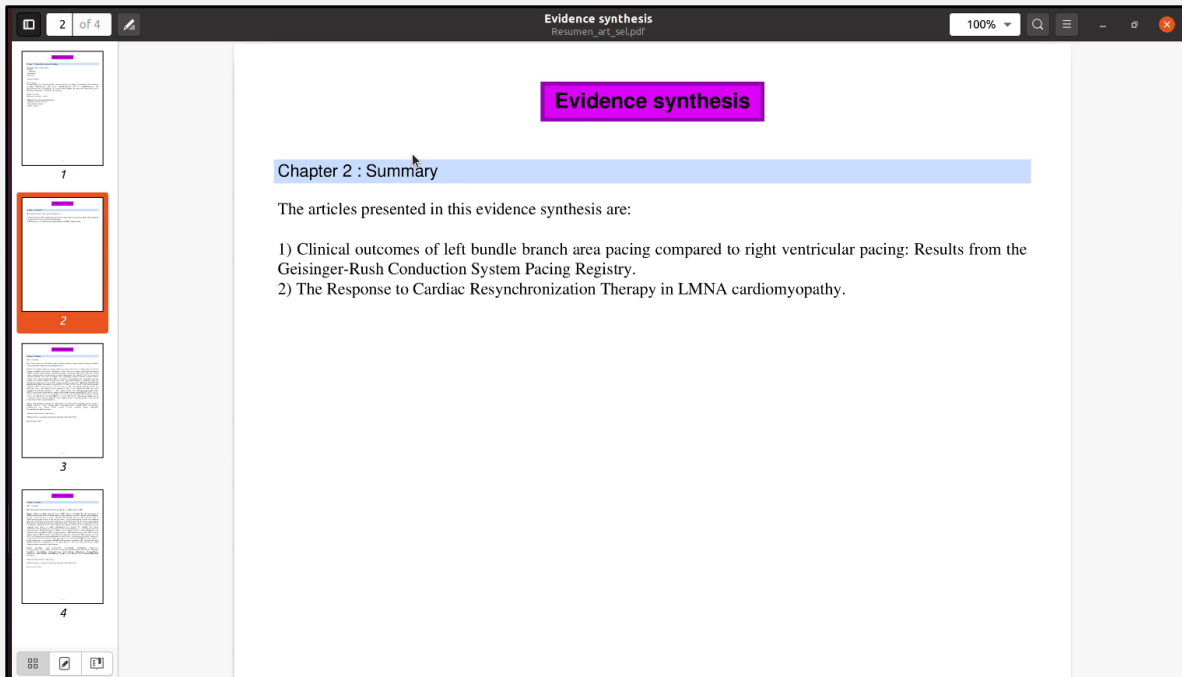 Evidence synthesis
Resumen_art_sel.pdf
2 of 4
100%
1
2
3
4
Evidence synthesis
Chapter 2 : Summary
The articles presented in this evidence synthesis are:
1) Clinical outcomes of left bundle branch area pacing compared to right ventricular pacing: Results from the
Geisinger-Rush Conduction System Pacing Registry.
2) The Response to Cardiac Resynchronization Therapy in LMNA cardiomyopathy.